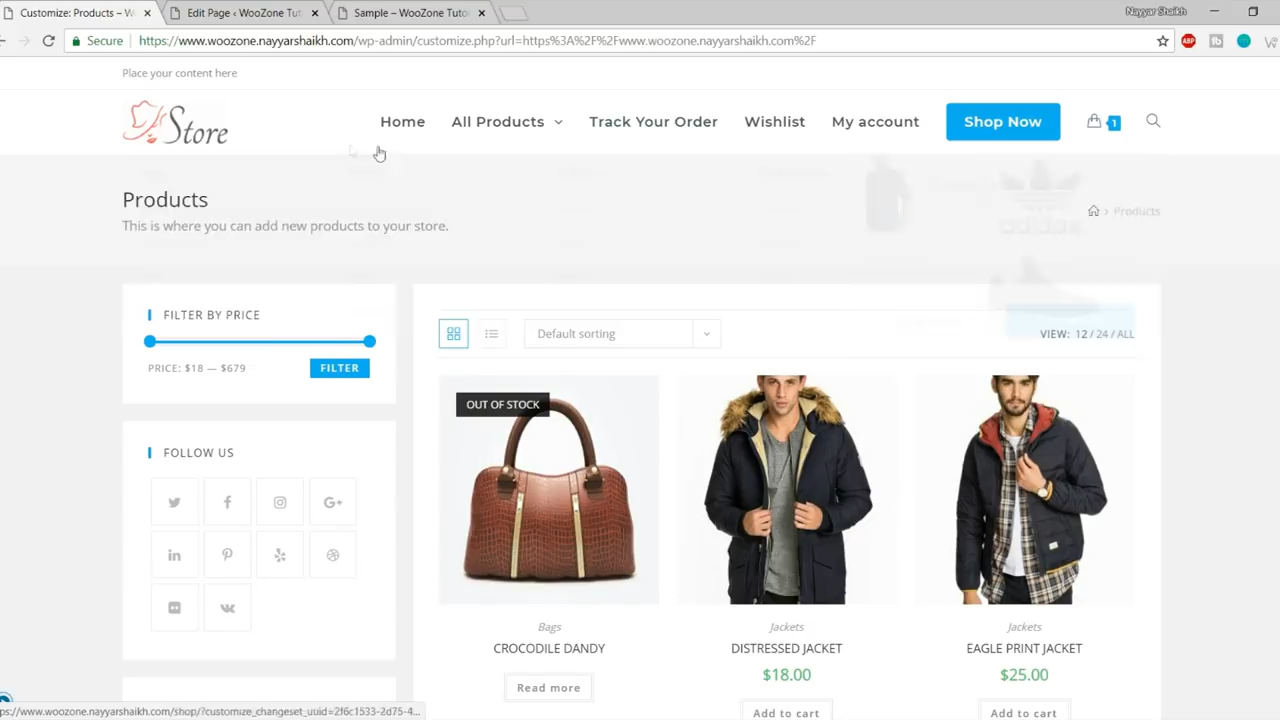 Customize: Products – W
Edit Page ‹ WooZone Tut
Sample – WooZone Tuto
Nayyar Shaikh
Secure
https://www.woozone.nayyarshaikh.com/wp-admin/customize.php?url=https%3A%2F%2Fwww.woozone.nayyarshaikh.com%2F
ABP
Place your content here
Store
Home
All Products
Track Your Order
Wishlist
My account
Shop Now
1
Products
This is where you can add new products to your store.
> Products
FILTER BY PRICE
PRICE: $18 — $679
FILTER
Default sorting
VIEW: 12 / 24 / ALL
FOLLOW US
OUT OF STOCK
Bags
CROCODILE DANDY
Read more
Jackets
DISTRESSED JACKET
$18.00
Add to cart
Jackets
EAGLE PRINT JACKET
$25.00
Add to cart
ps://www.woozone.nayyarshaikh.com/shop/?customize_changeset_uuid=2f6c1533-2d75-4...